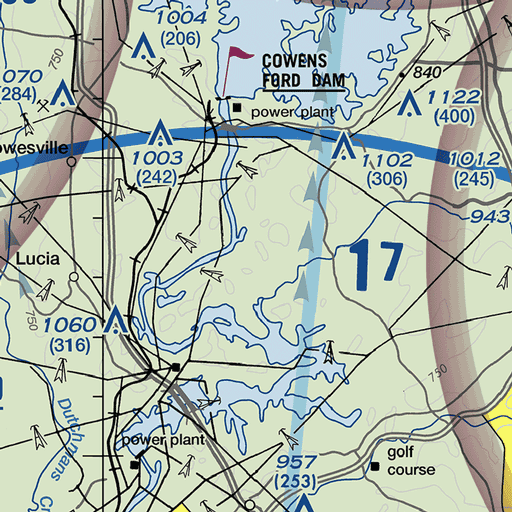 1004
(206)
750
COWENS
FORD DAM
840
070
(284)
power plant
1122
(400)
owesville
1003
(242)
1102
(306)
1012
(245)
943
Lucia
17
750
1060
(316)
750
Dutchmans
power plant
golf
course
957
(253)